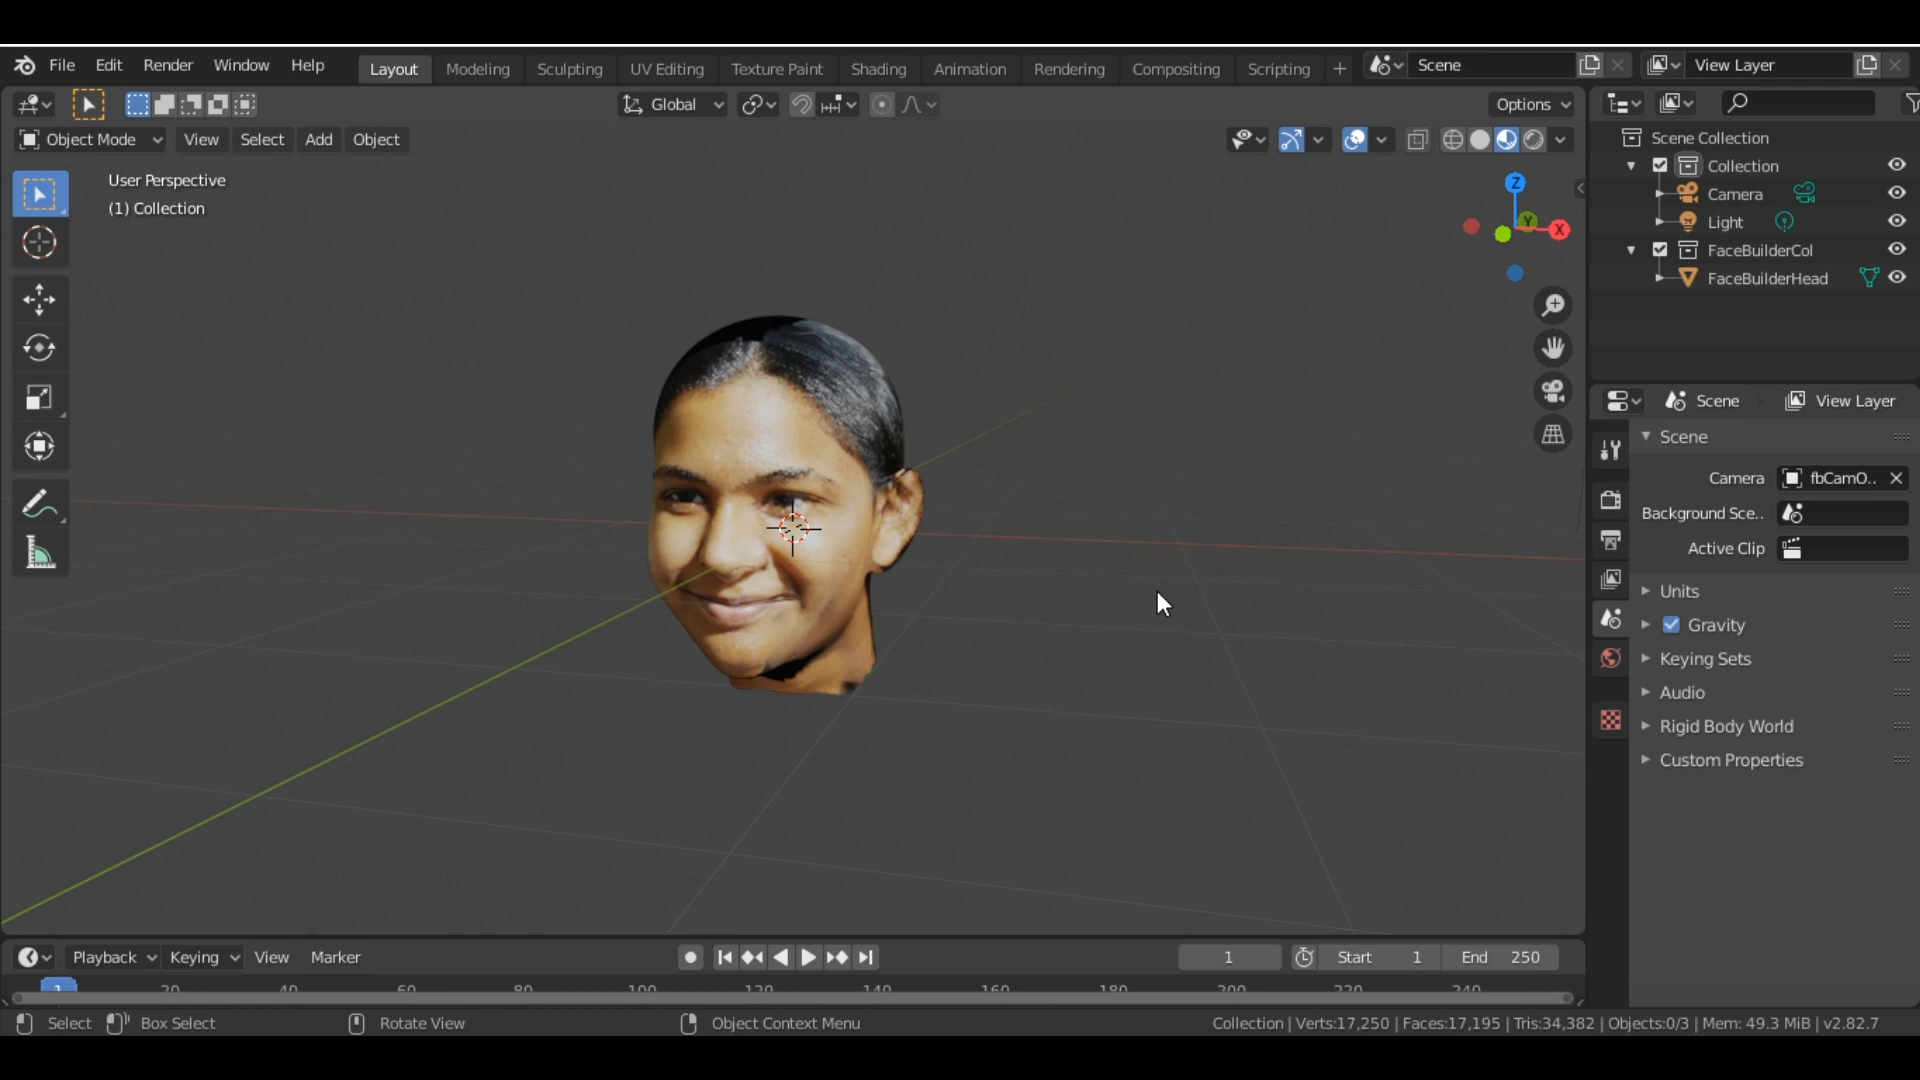 File Edit Render Window Help Layout Modeling Sculpting UV Editing Texture Paint Shading Animation Rendering Compositing Scripting + Scene View Layer
Global Options
Object Mode View Select Add Object
User Perspective
(1) Collection
Z
Y
X
Scene Collection
Collection
Camera
Light
FaceBuilderCol
FaceBuilderHead
Scene View Layer
Scene
Camera fbCamO..
Background Sce..
Active Clip
Units
Gravity
Keying Sets
Audio
Rigid Body World
Custom Properties
Playback Keying View Marker 1 Start 1 End 250
1 20 40 60 80 100 120 140 160 180 200 220 240
Select Box Select Rotate View Object Context Menu Collection | Verts:17,250 | Faces:17,195 | Tris:34,382 | Objects:0/3 | Mem: 49.3 MiB | v2.82.7